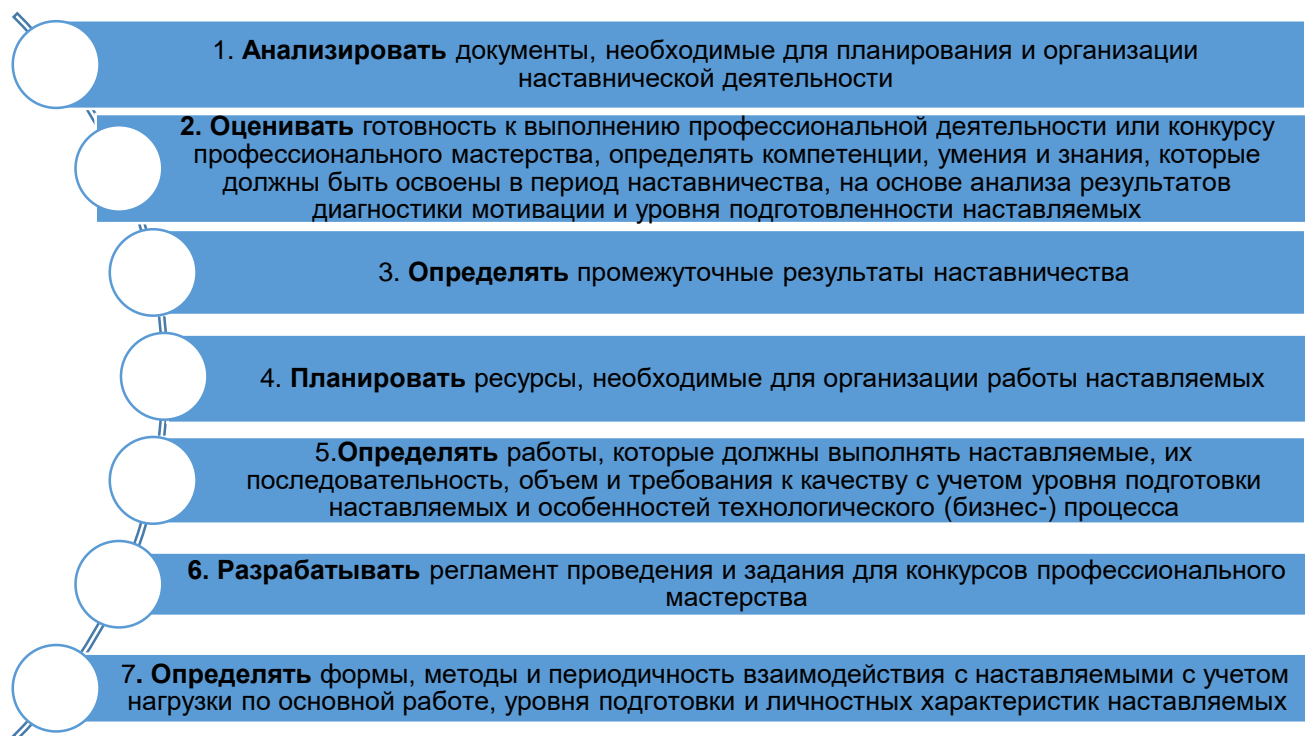 1. Анализировать документы, необходимые для планирования и организации
наставнической деятельности
2. Оценивать готовность к выполнению профессиональной деятельности или конкурсу
профессионального мастерства, определять компетенции, умения и знания, которые
должны быть освоены в период наставничества, на основе анализа результатов
диагностики мотивации и уровня подготовленности наставляемых
3. Определять промежуточные результаты наставничества
4. Планировать ресурсы, необходимые для организации работы наставляемых
5.Определять работы, которые должны выполнять наставляемые, их
последовательность, объем и требования к качеству с учетом уровня подготовки
наставляемых и особенностей технологического (бизнес-) процесса
6. Разрабатывать регламент проведения и задания для конкурсов профессионального
мастерства
7. Определять формы, методы и периодичность взаимодействия с наставляемыми с учетом
нагрузки по основной работе, уровня подготовки и личностных характеристик наставляемых